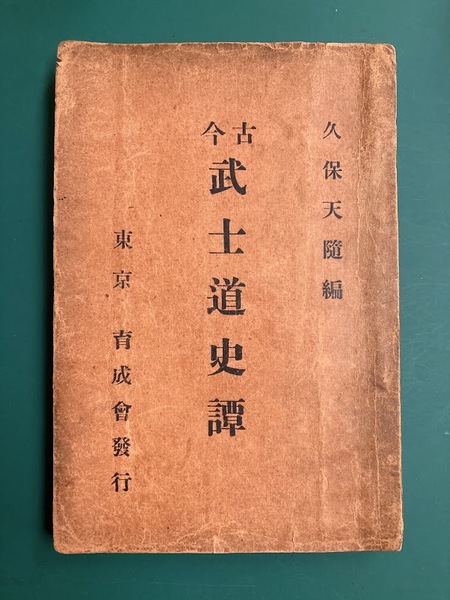 久保天隨編
古今
武士道史譚
東京 育成會發行